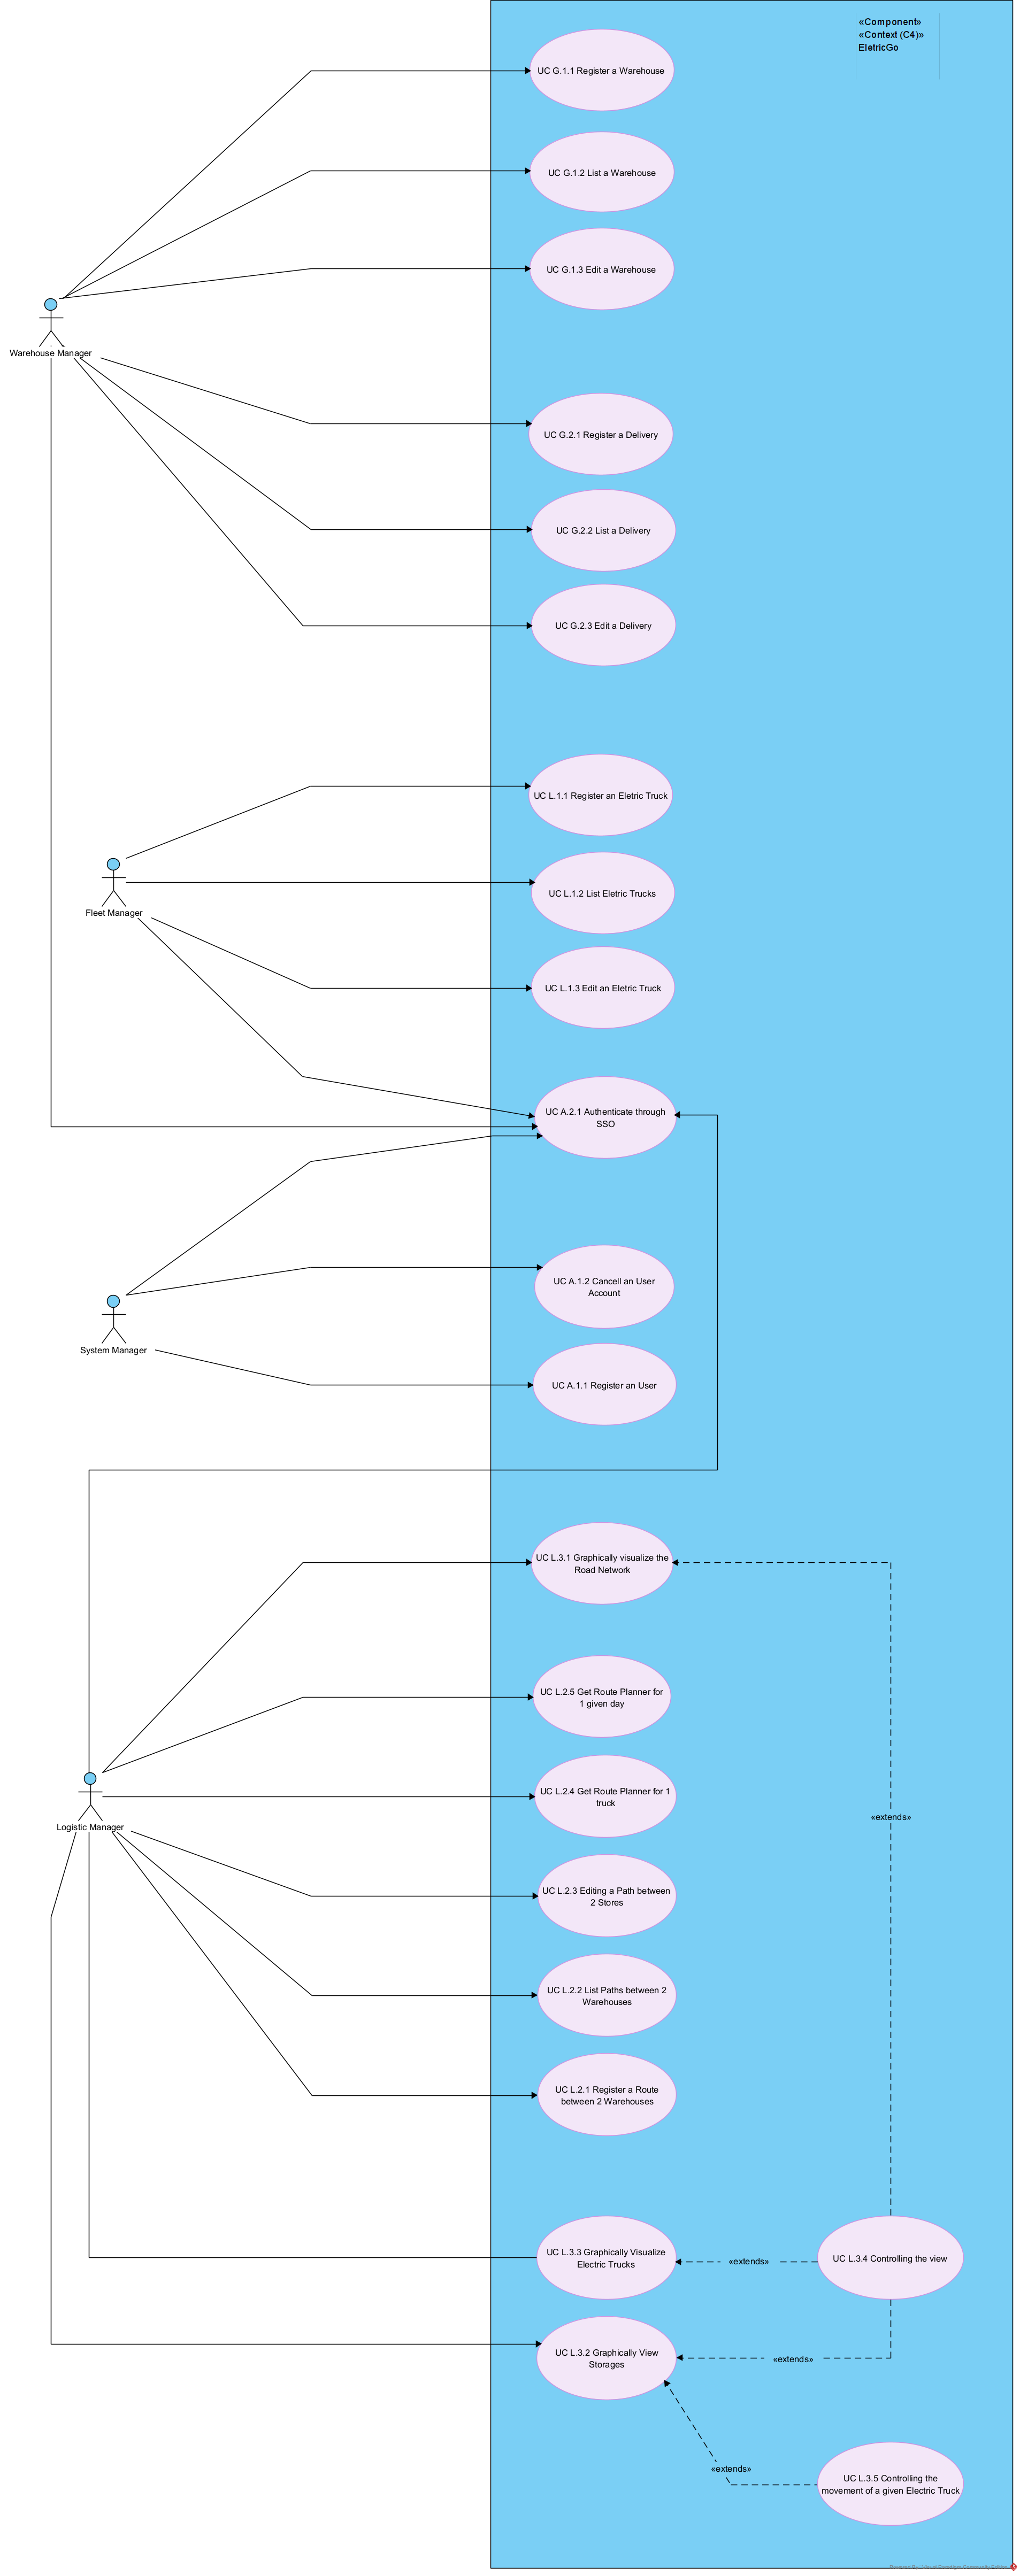 «Component»
«Context (C4)»
EletricGo
UC G.1.1 Register a Warehouse
UC G.1.2 List a Warehouse
UC G.1.3 Edit a Warehouse
Warehouse Manager
UC G.2.1 Register a Delivery
UC G.2.2 List a Delivery
UC G.2.3 Edit a Delivery
UC L.1.1 Register an Eletric Truck
UC L.1.2 List Eletric Trucks
Fleet Manager
UC L.1.3 Edit an Eletric Truck
UC A.2.1 Authenticate through
SSO
UC A.1.2 Cancell an User
Account
System Manager
UC A.1.1 Register an User
UC L.3.1 Graphically visualize the
Road Network
UC L.2.5 Get Route Planner for
1 given day
UC L.2.4 Get Route Planner for 1
truck
«extends»
Logistic Manager
UC L.2.3 Editing a Path between
2 Stores
UC L.2.2 List Paths between 2
Warehouses
UC L.2.1 Register a Route
between 2 Warehouses
UC L.3.3 Graphically Visualize
Electric Trucks
«extends»
UC L.3.4 Controlling the view
UC L.3.2 Graphically View
Storages
«extends»
«extends»
UC L.3.5 Controlling the
movement of a given Electric Truck